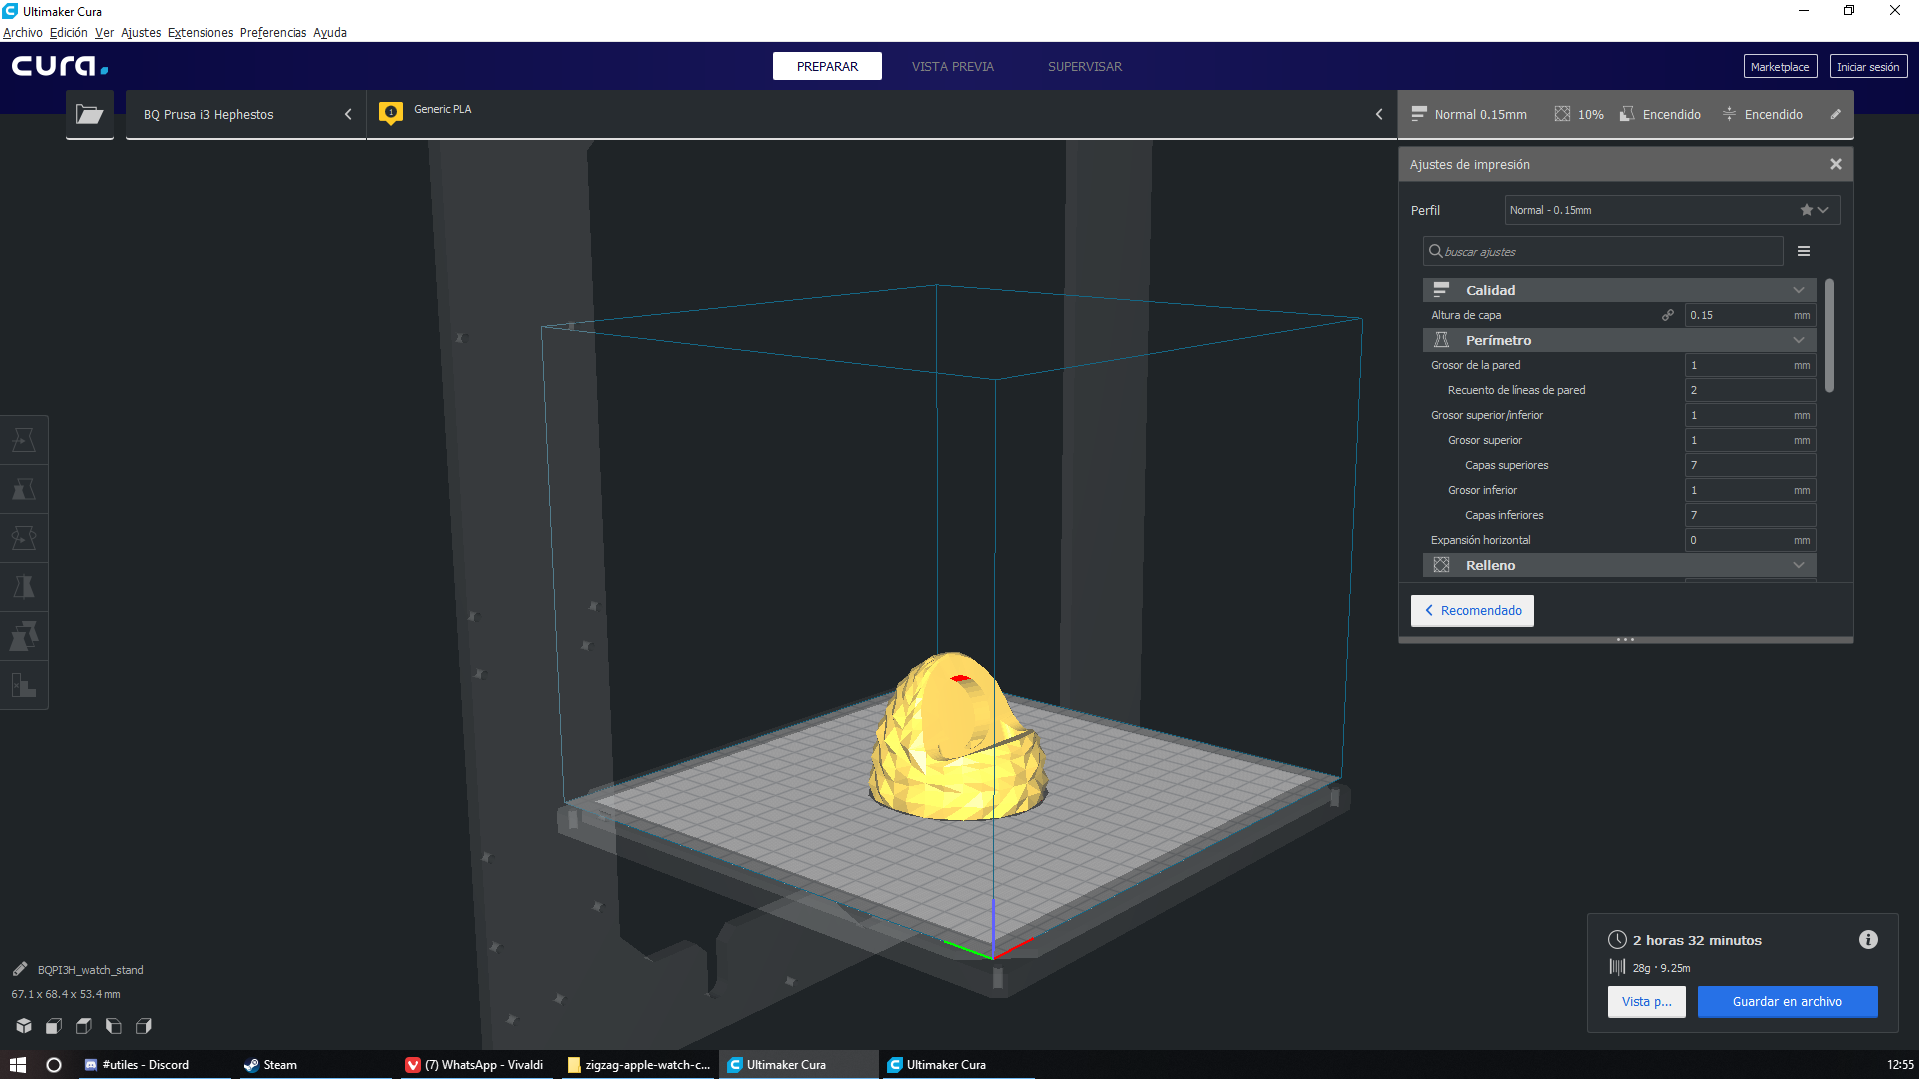 Ultimaker Cura
Archivo Edición Ver Ajustes Extensiones Preferencias Ayuda
cura.
PREPARAR VISTA PREVIA SUPERVISAR
Marketplace Iniciar sesión
BQ Prusa i3 Hephestos
1 Generic PLA
Normal 0.15mm 10% Encendido Encendido
Ajustes de impresión
Perfil Normal - 0.15mm
buscar ajustes
Calidad
Altura de capa 0.15 mm
Perímetro
Grosor de la pared 1 mm
Recuento de líneas de pared 2
Grosor superior/inferior 1 mm
Grosor superior 1 mm
Capas superiores 7
Grosor inferior 1 mm
Capas inferiores 7
Expansión horizontal 0 mm
Relleno
Recomendado
2 horas 32 minutos
28g · 9.25m
Vista p... Guardar en archivo
BQPI3H_watch_stand
67.1 x 68.4 x 53.4 mm
#utiles - Discord Steam (7) WhatsApp - Vivaldi zigzag-apple-watch-c... Ultimaker Cura Ultimaker Cura 12:55